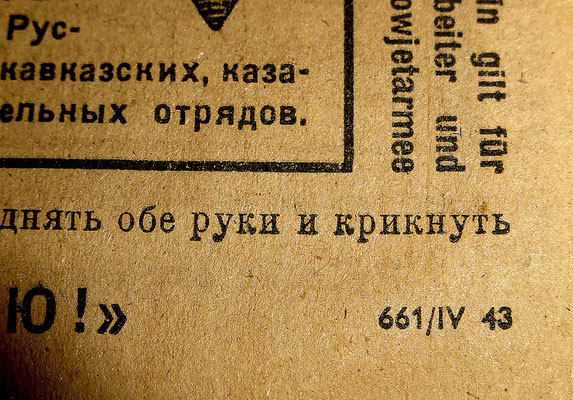 Рус-
кавказских, каза-
ельных отрядов.
in gilt für
beiter und
owjetarmee
днять обе руки и крикнуть
Ю!»
661/IV 43